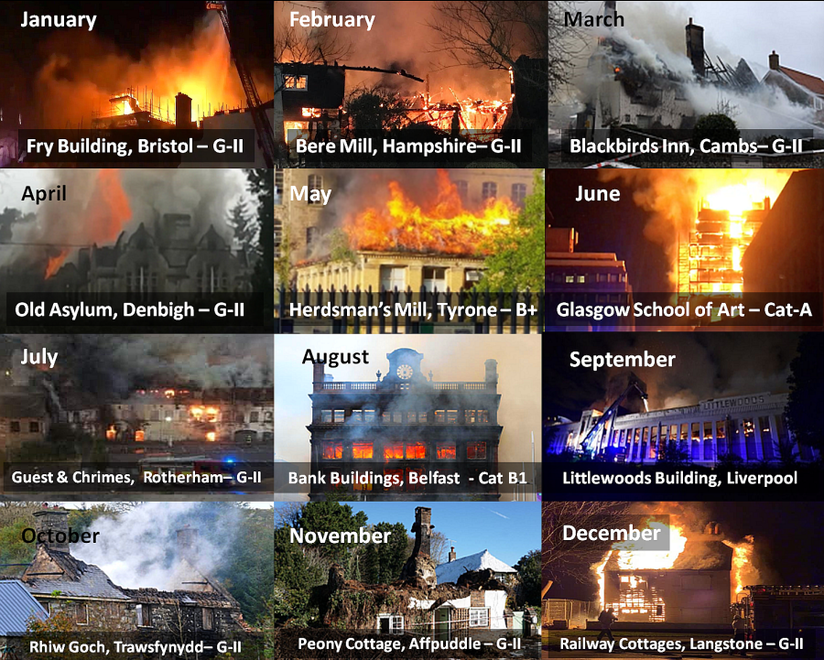 January
Fry Building, Bristol – G-II
February
Bere Mill, Hampshire– G-II
March
Blackbirds Inn, Cambs– G-II
April
Old Asylum, Denbigh – G-II
May
Herdsman's Mill, Tyrone – B+
June
Glasgow School of Art – Cat-A
July
Guest & Chrimes, Rotherham– G-II
August
Bank Buildings, Belfast - Cat B1
September
LITTLEWOODS
Littlewoods Building, Liverpool
October
Rhiw Goch, Trawsfynydd– G-II
November
Peony Cottage, Affpuddle – G-II
December
Railway Cottages, Langstone – G-II